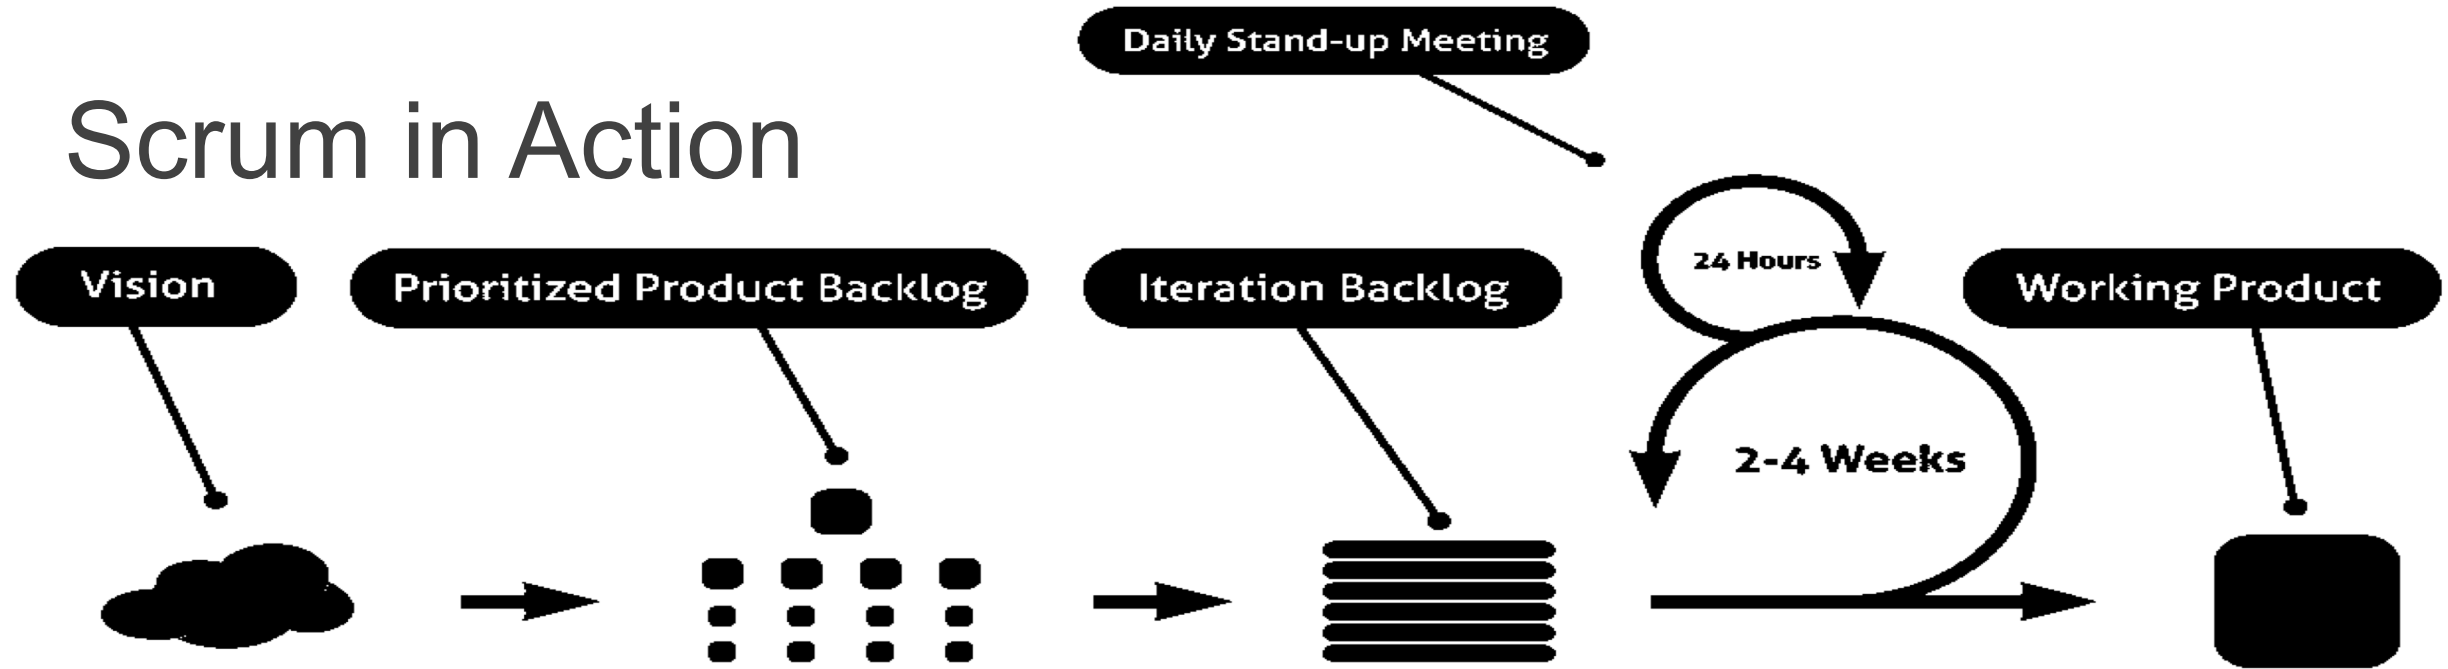 Daily Stand-up Meeting
Scrum in Action
Vision
Prioritized Product Backlog
Iteration Backlog
24 Hours
Working Product
2-4 Weeks